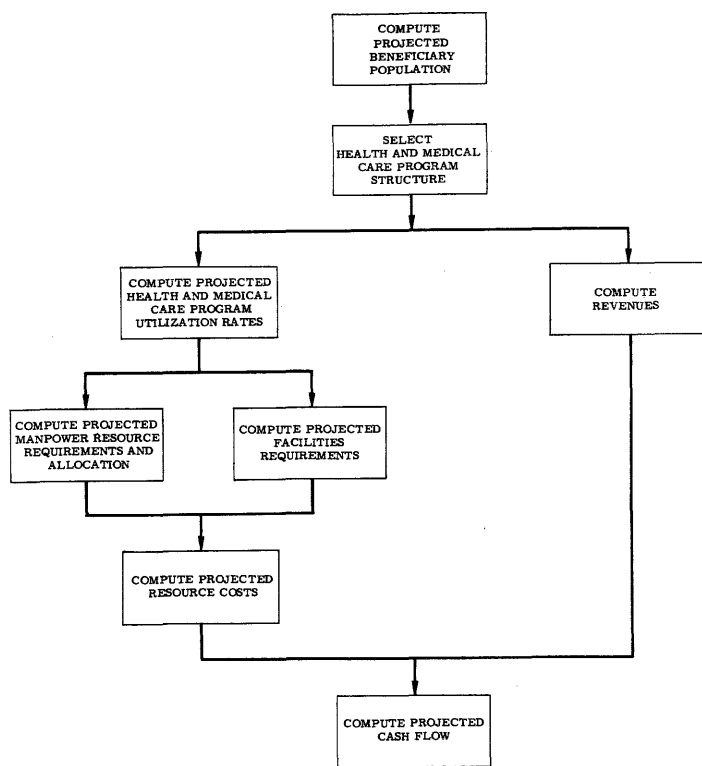 COMPUTE
PROJECTED
BENEFICIARY
POPULATION
SELECT
HEALTH AND MEDICAL
CARE PROGRAM
STRUCTURE
COMPUTE PROJECTED
HEALTH AND MEDICAL
CARE PROGRAM
UTILIZATION RATES
COMPUTE
REVENUES
COMPUTE PROJECTED
MANPOWER RESOURCE
REQUIREMENTS AND
ALLOCATION
COMPUTE PROJECTED
FACILITIES
REQUIREMENTS
COMPUTE PROJECTED
RESOURCE COSTS
COMPUTE PROJECTED
CASH FLOW